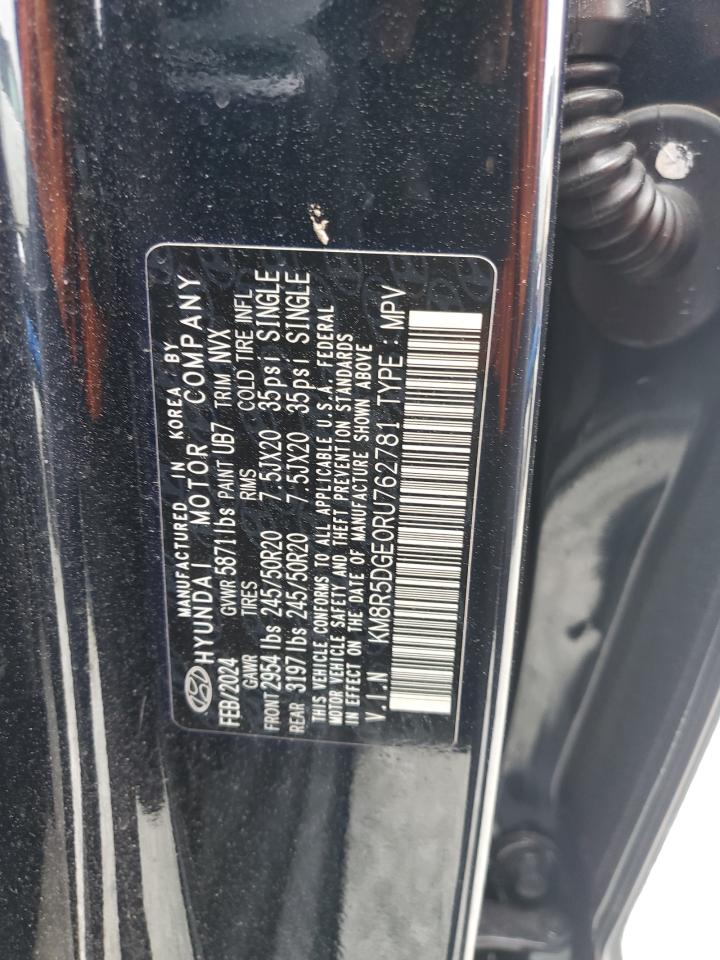 MANUFACTURED IN KOREA BY
HYUNDAI MOTOR COMPANY
FEB/2024 GVWR 5871 lbs PAINT UB7 TRIM NVX
GAWR TIRES RIMS COLD TIRE INFL
FRONT 2954 lbs 245/50R20 7.5JX20 35psi SINGLE
REAR 3197 lbs 245/50R20 7.5JX20 35psi SINGLE
THIS VEHICLE CONFORMS TO ALL APPLICABLE U.S.A. FEDERAL
MOTOR VEHICLE SAFETY AND THEFT PREVENTION STANDARDS
IN EFFECT ON THE DATE OF MANUFACTURE SHOWN ABOVE
V.I.N KM8R5DGE0RU762781 TYPE : MPV